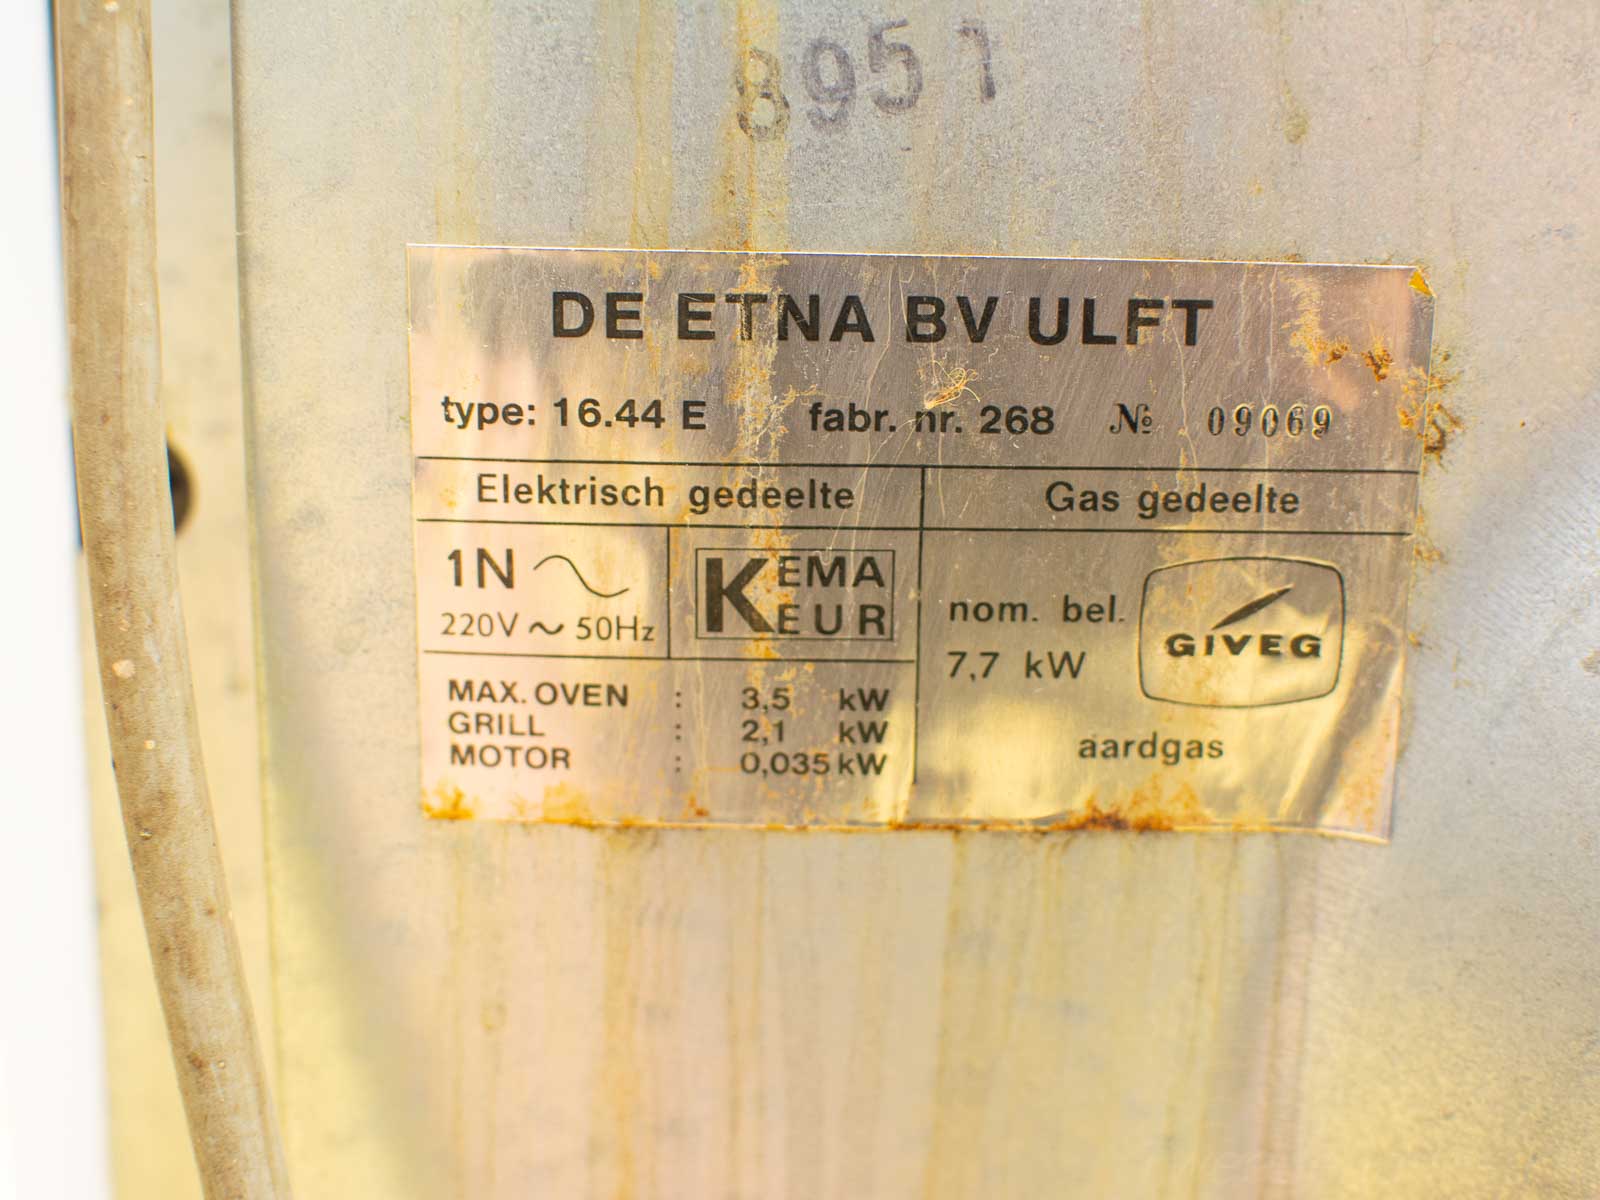 8951
DE ETNA BV ULFT
type: 16.44 E fabr. nr. 268 № 09069
Elektrisch gedeelte
Gas gedeelte
1N
220V ~ 50Hz
KEMA
KEUR
MAX. OVEN : 3,5 kW
GRILL : 2,1 kW
MOTOR : 0,035 kW
nom. bel.
7,7 kW
GIVEG
aardgas